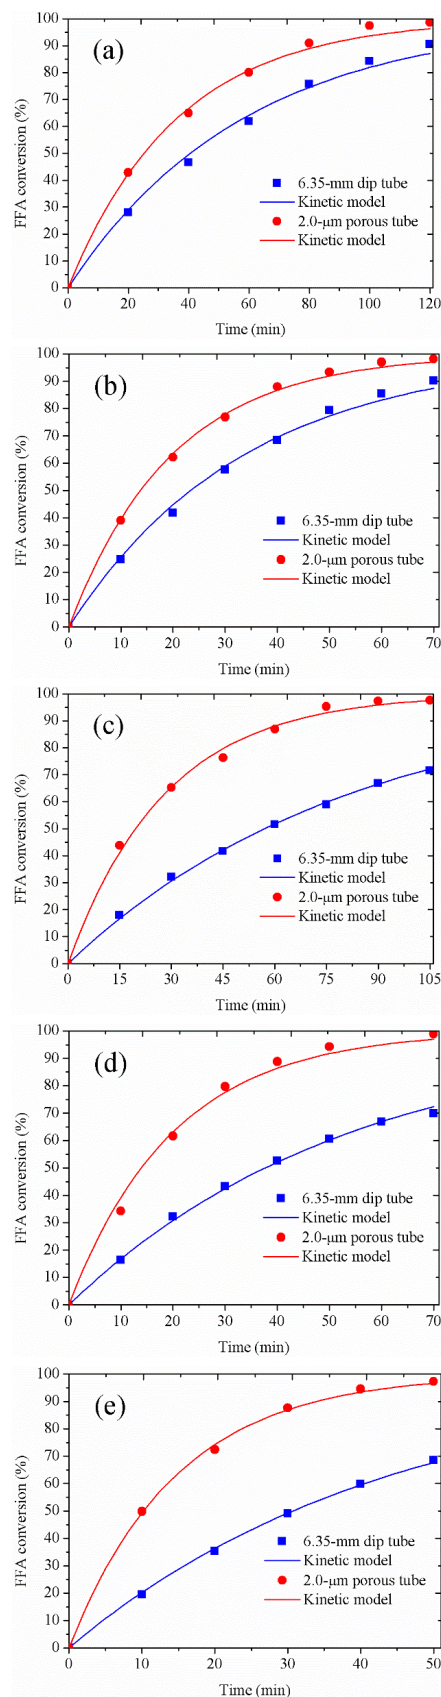 (a)
FFA conversion (%)
100
90
80
70
60
50
40
30
20
10
0
6.35-mm dip tube
Kinetic model
2.0-μm porous tube
Kinetic model
0 20 40 60 80 100 120
Time (min)
(b)
FFA conversion (%)
100
90
80
70
60
50
40
30
20
10
0
6.35-mm dip tube
Kinetic model
2.0-μm porous tube
Kinetic model
0 10 20 30 40 50 60 70
Time (min)
(c)
FFA conversion (%)
100
90
80
70
60
50
40
30
20
10
0
6.35-mm dip tube
Kinetic model
2.0-μm porous tube
Kinetic model
0 15 30 45 60 75 90 105
Time (min)
(d)
FFA conversion (%)
100
90
80
70
60
50
40
30
20
10
0
6.35-mm dip tube
Kinetic model
2.0-μm porous tube
Kinetic model
0 10 20 30 40 50 60 70
Time (min)
(e)
FFA conversion (%)
100
90
80
70
60
50
40
30
20
10
0
6.35-mm dip tube
Kinetic model
2.0-μm porous tube
Kinetic model
0 10 20 30 40 50
Time (min)